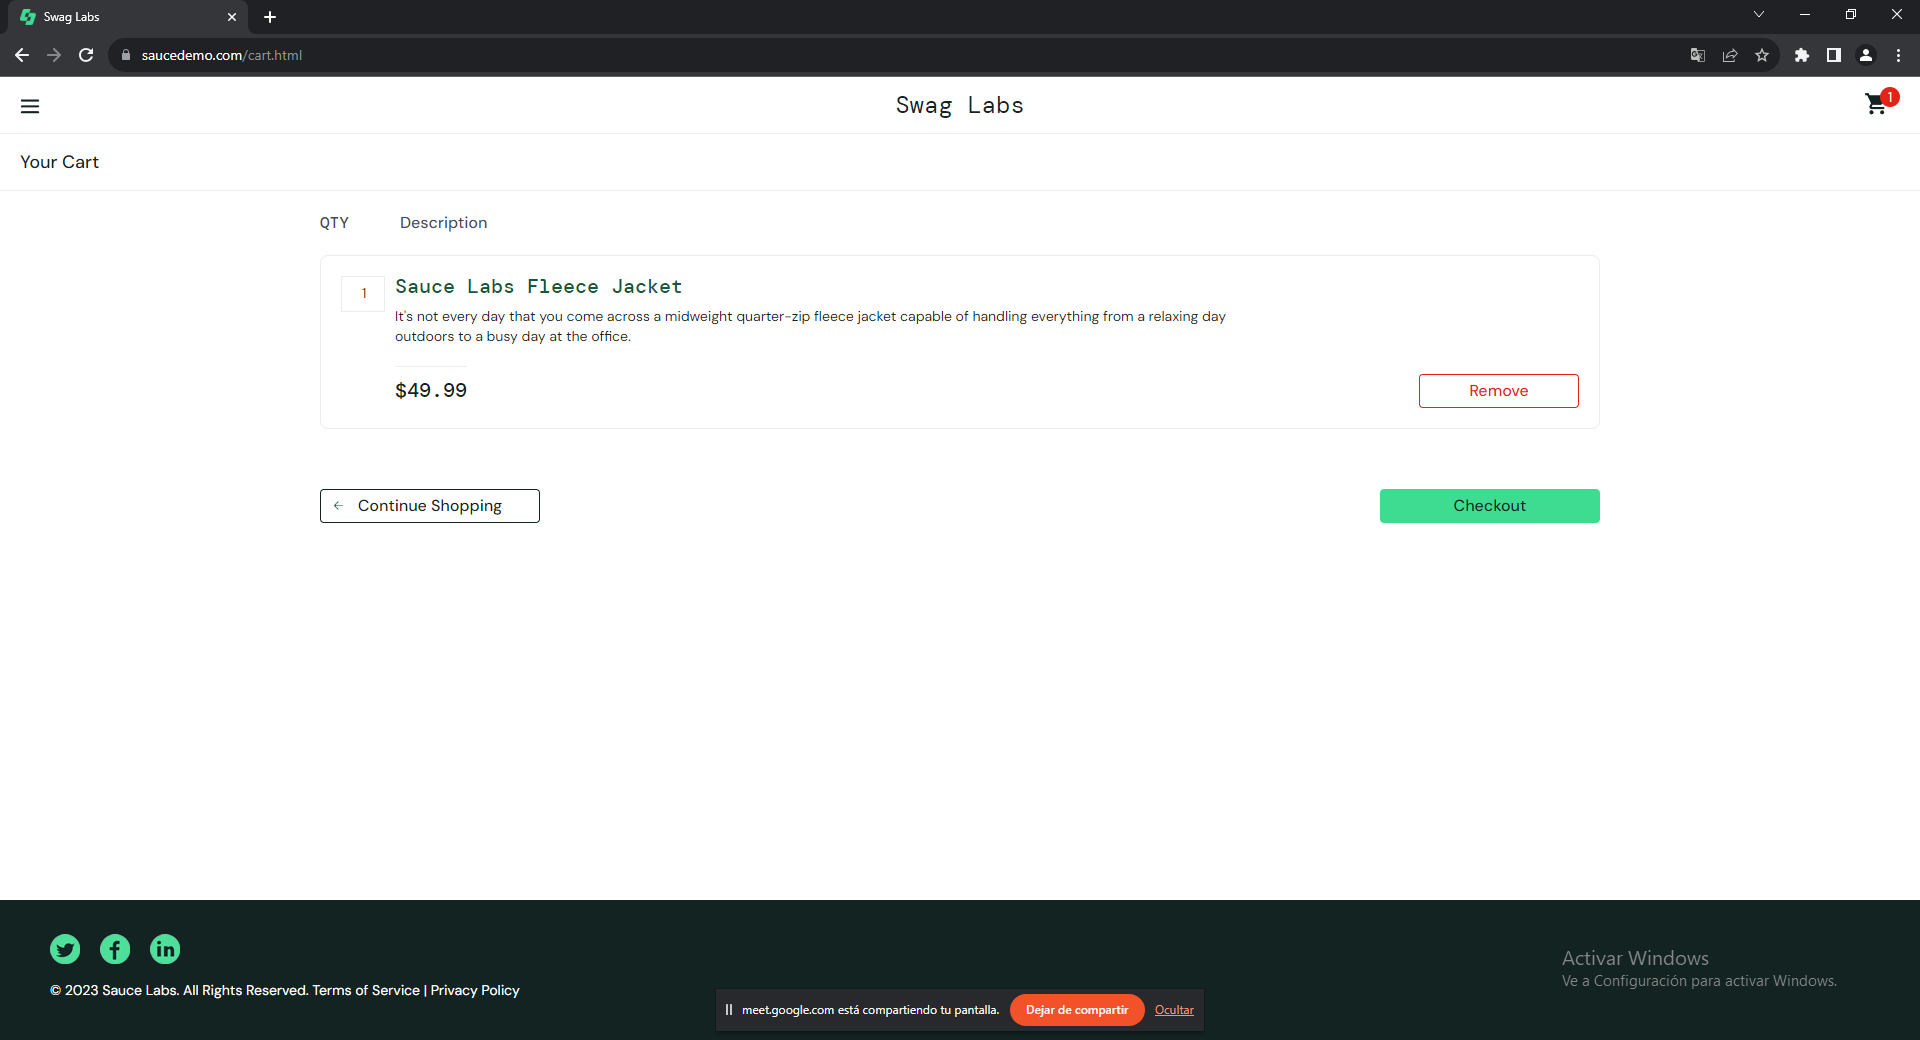 Swag Labs
saucedemo.com/cart.html
Swag Labs
1
Your Cart
QTY Description
1
Sauce Labs Fleece Jacket
It's not every day that you come across a midweight quarter-zip fleece jacket capable of handling everything from a relaxing day
outdoors to a busy day at the office.
$49.99
Remove
← Continue Shopping
Checkout
© 2023 Sauce Labs. All Rights Reserved. Terms of Service | Privacy Policy
Activar Windows
Ve a Configuración para activar Windows.
meet.google.com está compartiendo tu pantalla. Dejar de compartir Ocultar